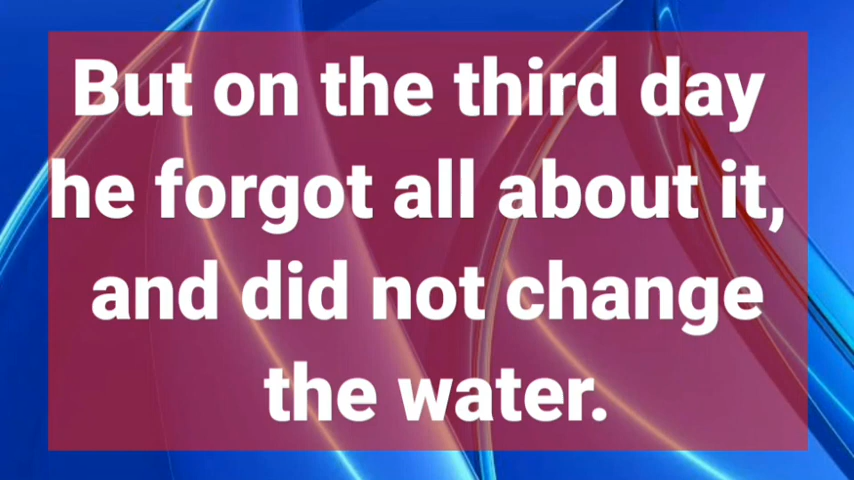 But on the third day
he forgot all about it,
and did not change
the water.